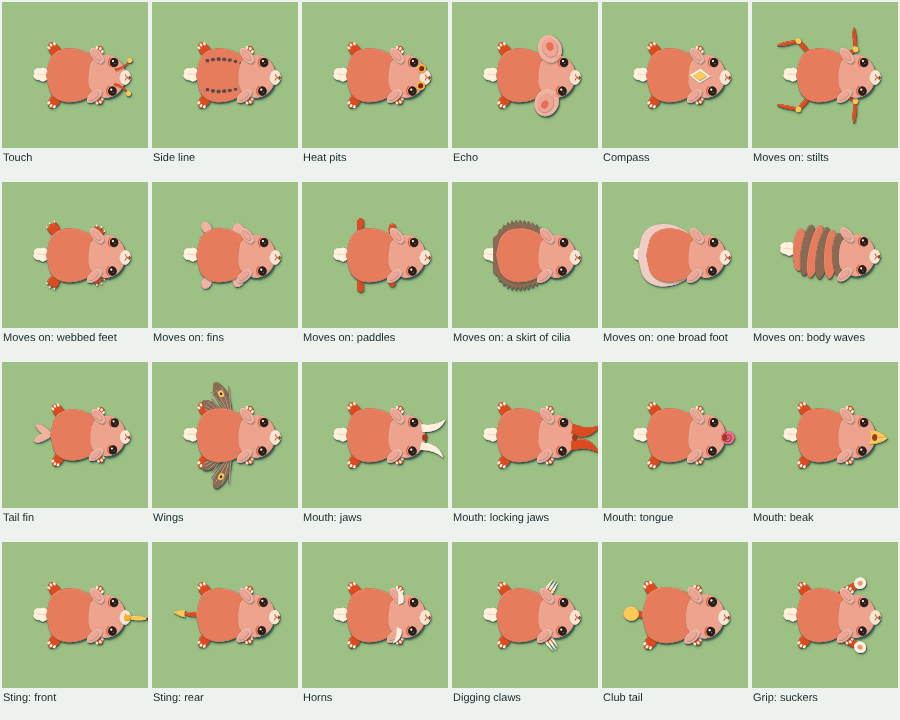 Touch
Side line
Heat pits
Echo
Compass
Moves on: stilts
Moves on: webbed feet
Moves on: fins
Moves on: paddles
Moves on: a skirt of cilia
Moves on: one broad foot
Moves on: body waves
Tail fin
Wings
Mouth: jaws
Mouth: locking jaws
Mouth: tongue
Mouth: beak
Sting: front
Sting: rear
Horns
Digging claws
Club tail
Grip: suckers